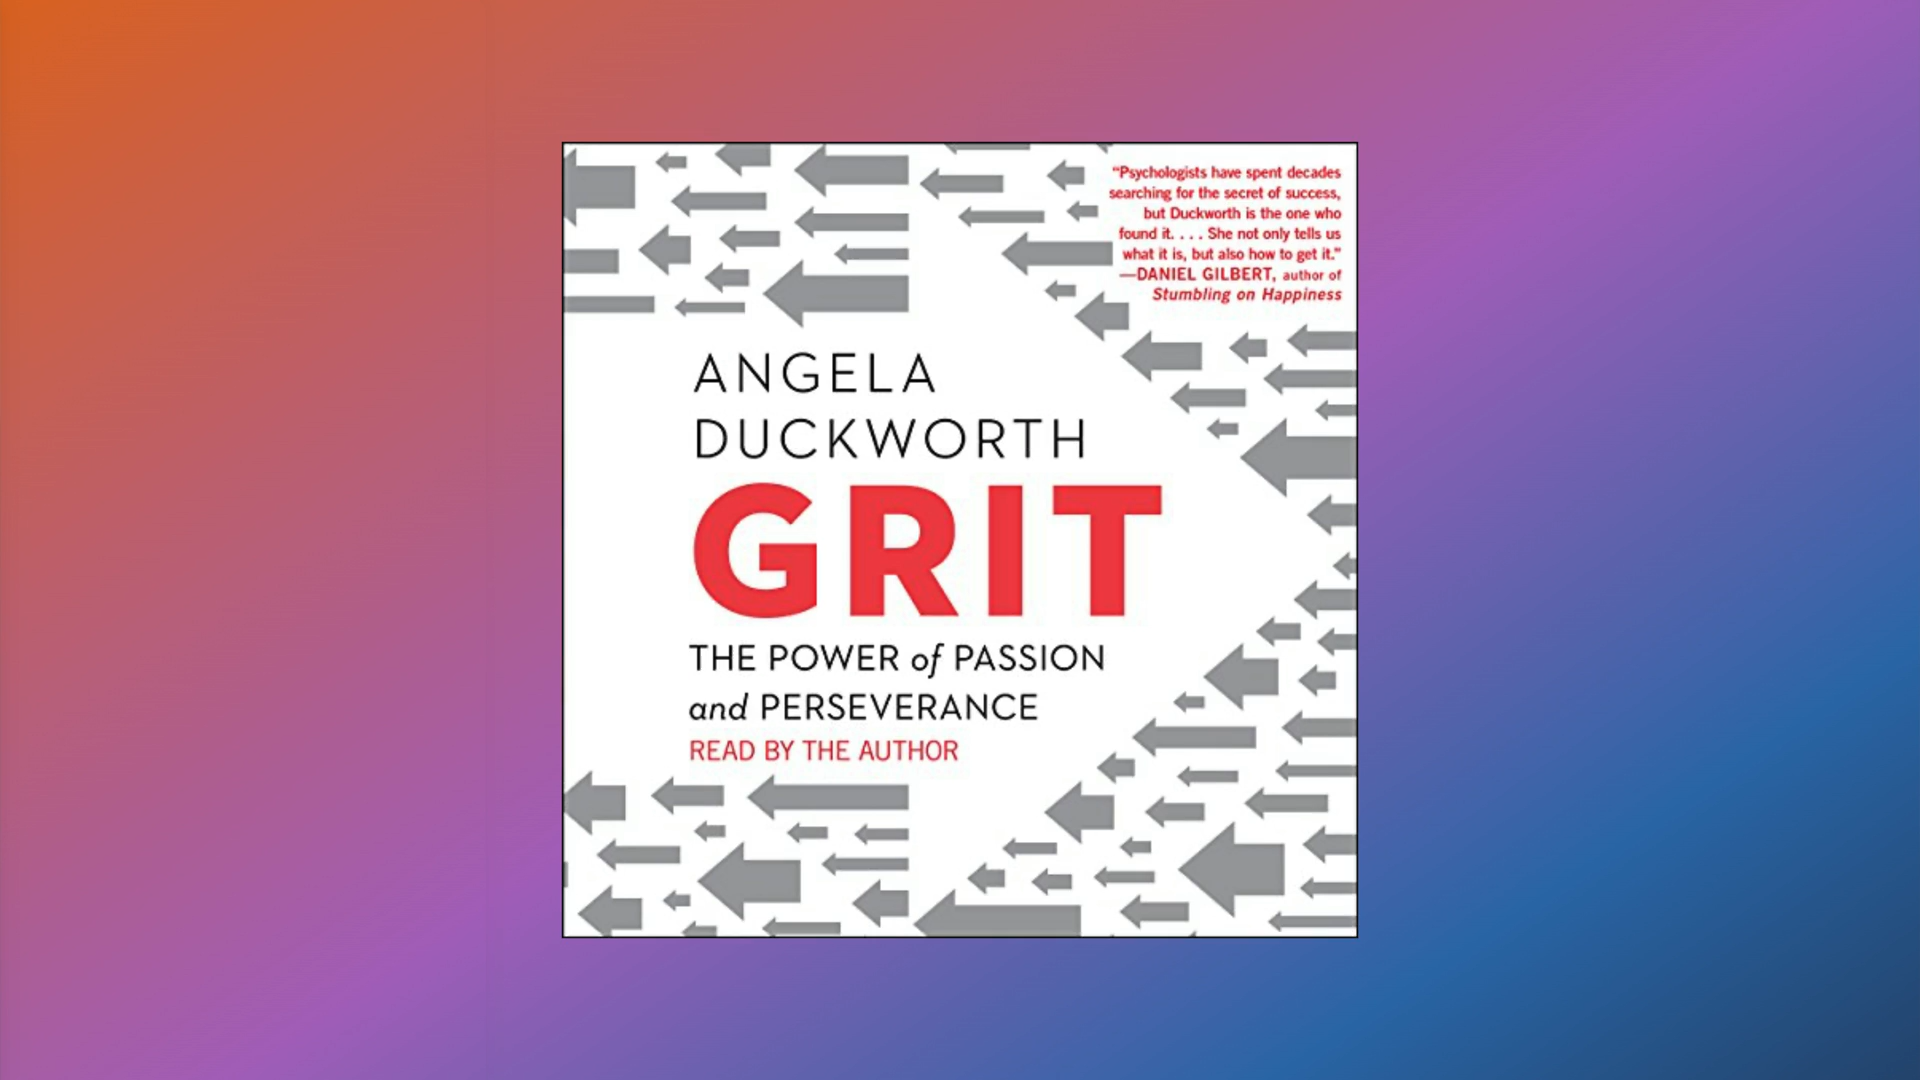 "Psychologists have spent decades
searching for the secret of success,
but Duckworth is the one who
found it. . . . She not only tells us
what it is, but also how to get it."
—DANIEL GILBERT, author of
Stumbling on Happiness
ANGELA
DUCKWORTH
GRIT
THE POWER of PASSION
and PERSEVERANCE
READ BY THE AUTHOR